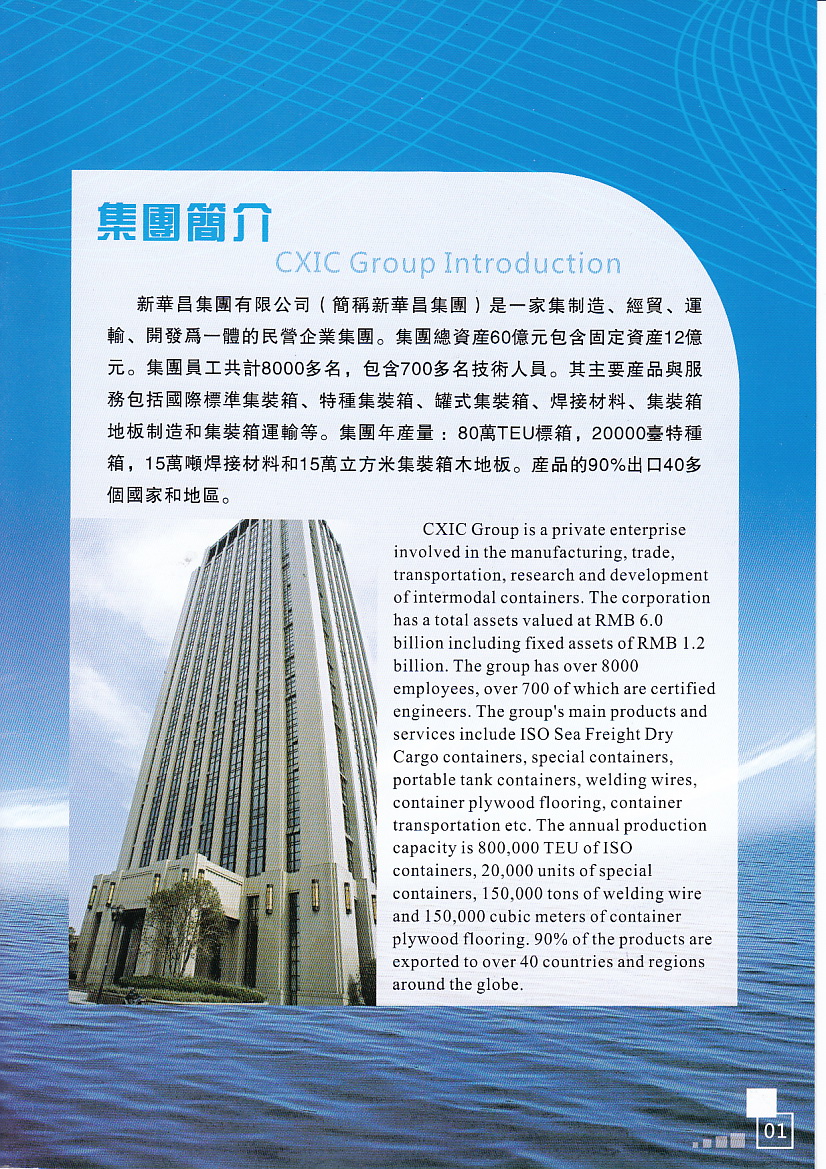 集團簡介
CXIC Group Introduction
新華昌集團有限公司（簡稱新華昌集團）是一家集制造、經貿、運
輸、開發爲一體的民營企業集團。集團總資産60億元包含固定資産12億
元。集團員工共計8000多名，包含700多名技術人員。其主要産品與服
務包括國際標準集裝箱、特種集裝箱、罐式集裝箱、焊接材料、集裝箱
地板制造和集裝箱運輸等。集團年産量：80萬TEU標箱，20000臺特種
箱，15萬噸焊接材料和15萬立方米集裝箱木地板。産品的90%出口40多
個國家和地區。
CXIC Group is a private enterprise
involved in the manufacturing, trade,
transportation, research and development
of intermodal containers. The corporation
has a total assets valued at RMB 6.0
billion including fixed assets of RMB 1.2
billion. The group has over 8000
employees, over 700 of which are certified
engineers. The group's main products and
services include ISO Sea Freight Dry
Cargo containers, special containers,
portable tank containers, welding wires,
container plywood flooring, container
transportation etc. The annual production
capacity is 800,000 TEU of ISO
containers, 20,000 units of special
containers, 150,000 tons of welding wire
and 150,000 cubic meters of container
plywood flooring. 90% of the products are
exported to over 40 countries and regions
around the globe.
01